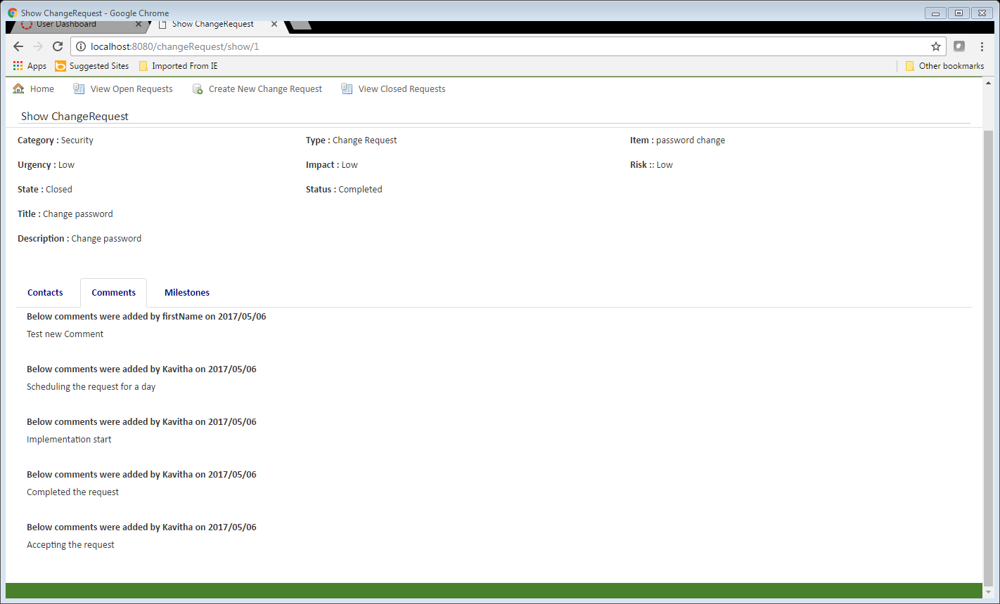 Show ChangeRequest - Google Chrome
User Dashboard Show ChangeRequest
localhost:8080/changeRequest/show/1
Apps Suggested Sites Imported From IE Other bookmarks
Home View Open Requests Create New Change Request View Closed Requests
Show ChangeRequest
Category : Security Type : Change Request Item : password change
Urgency : Low Impact : Low Risk :: Low
State : Closed Status : Completed
Title : Change password
Description : Change password
Contacts Comments Milestones
Below comments were added by firstName on 2017/05/06
Test new Comment
Below comments were added by Kavitha on 2017/05/06
Scheduling the request for a day
Below comments were added by Kavitha on 2017/05/06
Implementation start
Below comments were added by Kavitha on 2017/05/06
Completed the request
Below comments were added by Kavitha on 2017/05/06
Accepting the request